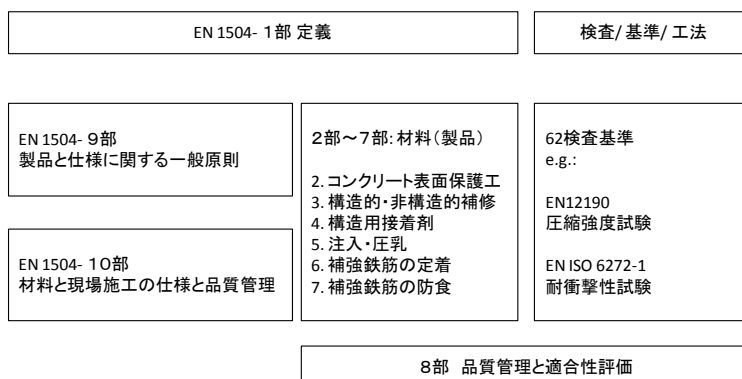 EN 1504- 1部 定義
検査/ 基準/ 工法
EN 1504- 9部
製品と仕様に関する一般原則
EN 1504- 10部
材料と現場施工の仕様と品質管理
2部～7部: 材料(製品)
2. コンクリート表面保護工
3. 構造的・非構造的補修
4. 構造用接着剤
5. 注入・圧乳
6. 補強鉄筋の定着
7. 補強鉄筋の防食
62検査基準
e.g.:
EN12190
圧縮強度試験
EN ISO 6272-1
耐衝撃性試験
8部 品質管理と適合性評価